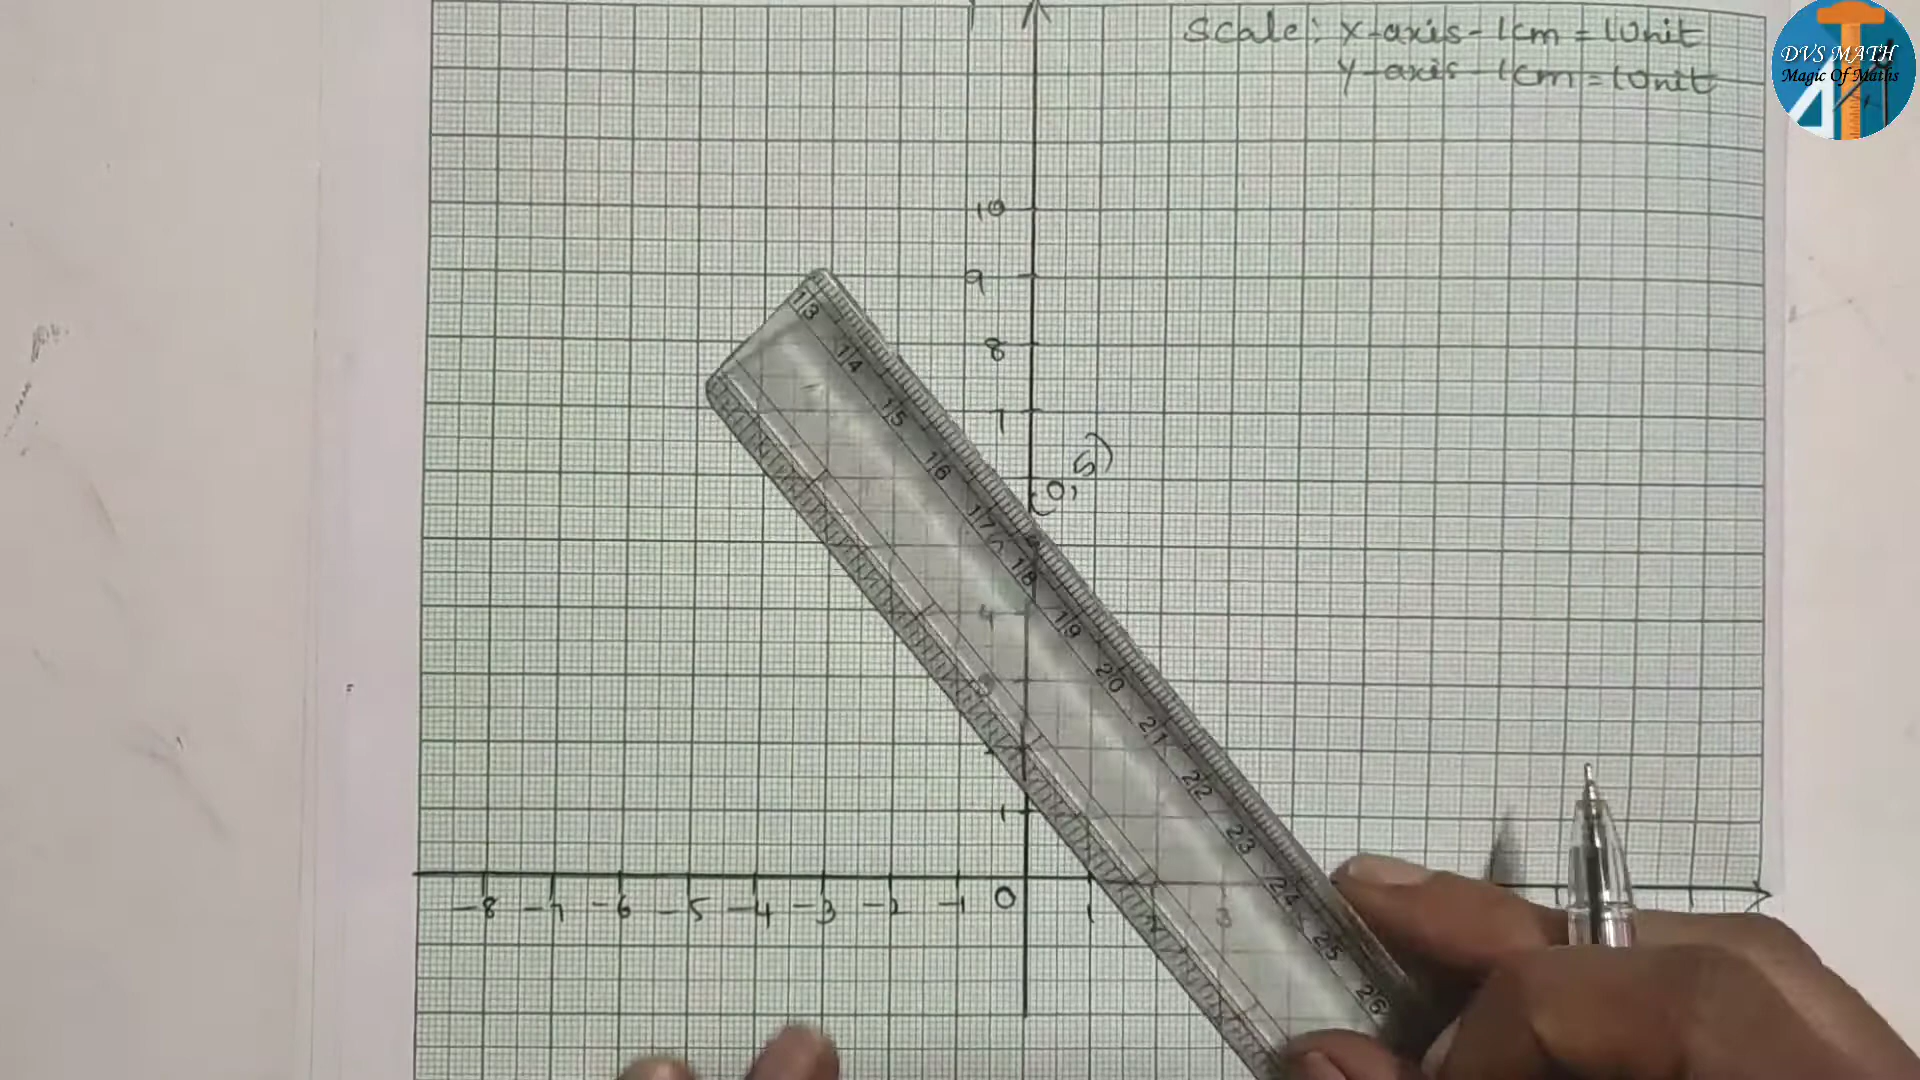 Scale: X-axis-1cm=1Unit
Y-axis-1cm=1Unit
DVS MATH
Magic Of Maths
10
9
8
7
(0,5)
4
3
1
-8 -7 -6 -5 -4 -3 -2 -1 0 1 3
13 14 15 16 17 18 19 20 21 22 23 24 25 26